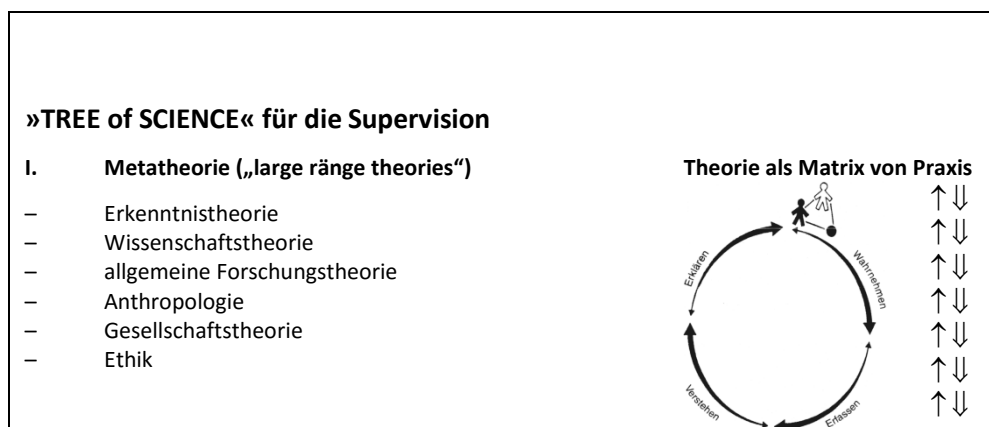 »TREE of SCIENCE« für die Supervision
I. Metatheorie („large ränge theories“)
– Erkenntnistheorie
– Wissenschaftstheorie
– allgemeine Forschungstheorie
– Anthropologie
– Gesellschaftstheorie
– Ethik
Theorie als Matrix von Praxis
↑⇓
↑⇓
↑⇓
↑⇓
↑⇓
↑⇓
↑⇓
Erklären
Wahrnehmen
Verstehen
Erfassen